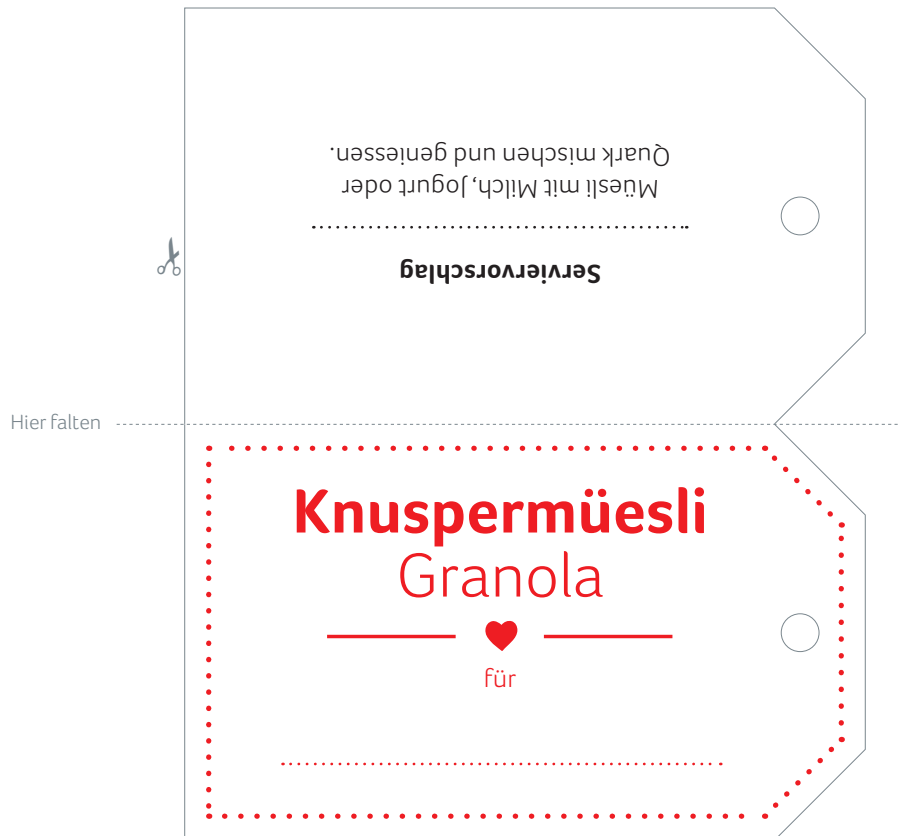 Serviervorschlag
Müesli mit Milch, Jogurt oder
Quark mischen und geniessen.
Hier falten
Knuspermüesli
Granola
für